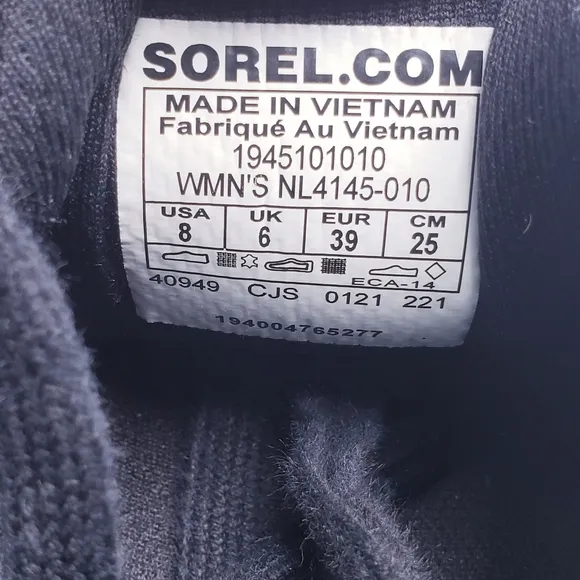 SOREL.COM
MADE IN VIETNAM
Fabriqué Au Vietnam
1945101010
WMN'S NL4145-010
USA UK EUR CM
8 6 39 25
ECA-14
40949 CJS 0121 221
194004765277